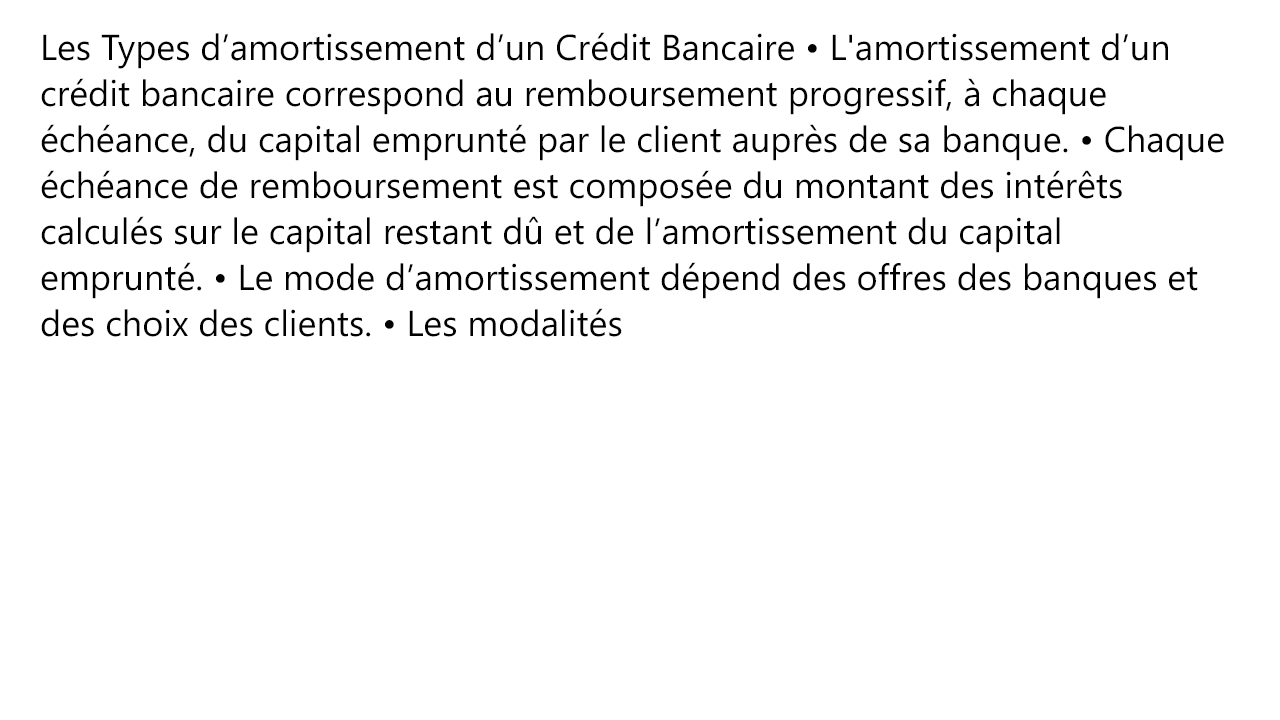 Les Types d’amortissement d’un Crédit Bancaire • L'amortissement d’un
crédit bancaire correspond au remboursement progressif, à chaque
échéance, du capital emprunté par le client auprès de sa banque. • Chaque
échéance de remboursement est composée du montant des intérêts
calculés sur le capital restant dû et de l’amortissement du capital
emprunté. • Le mode d’amortissement dépend des offres des banques et
des choix des clients. • Les modalités